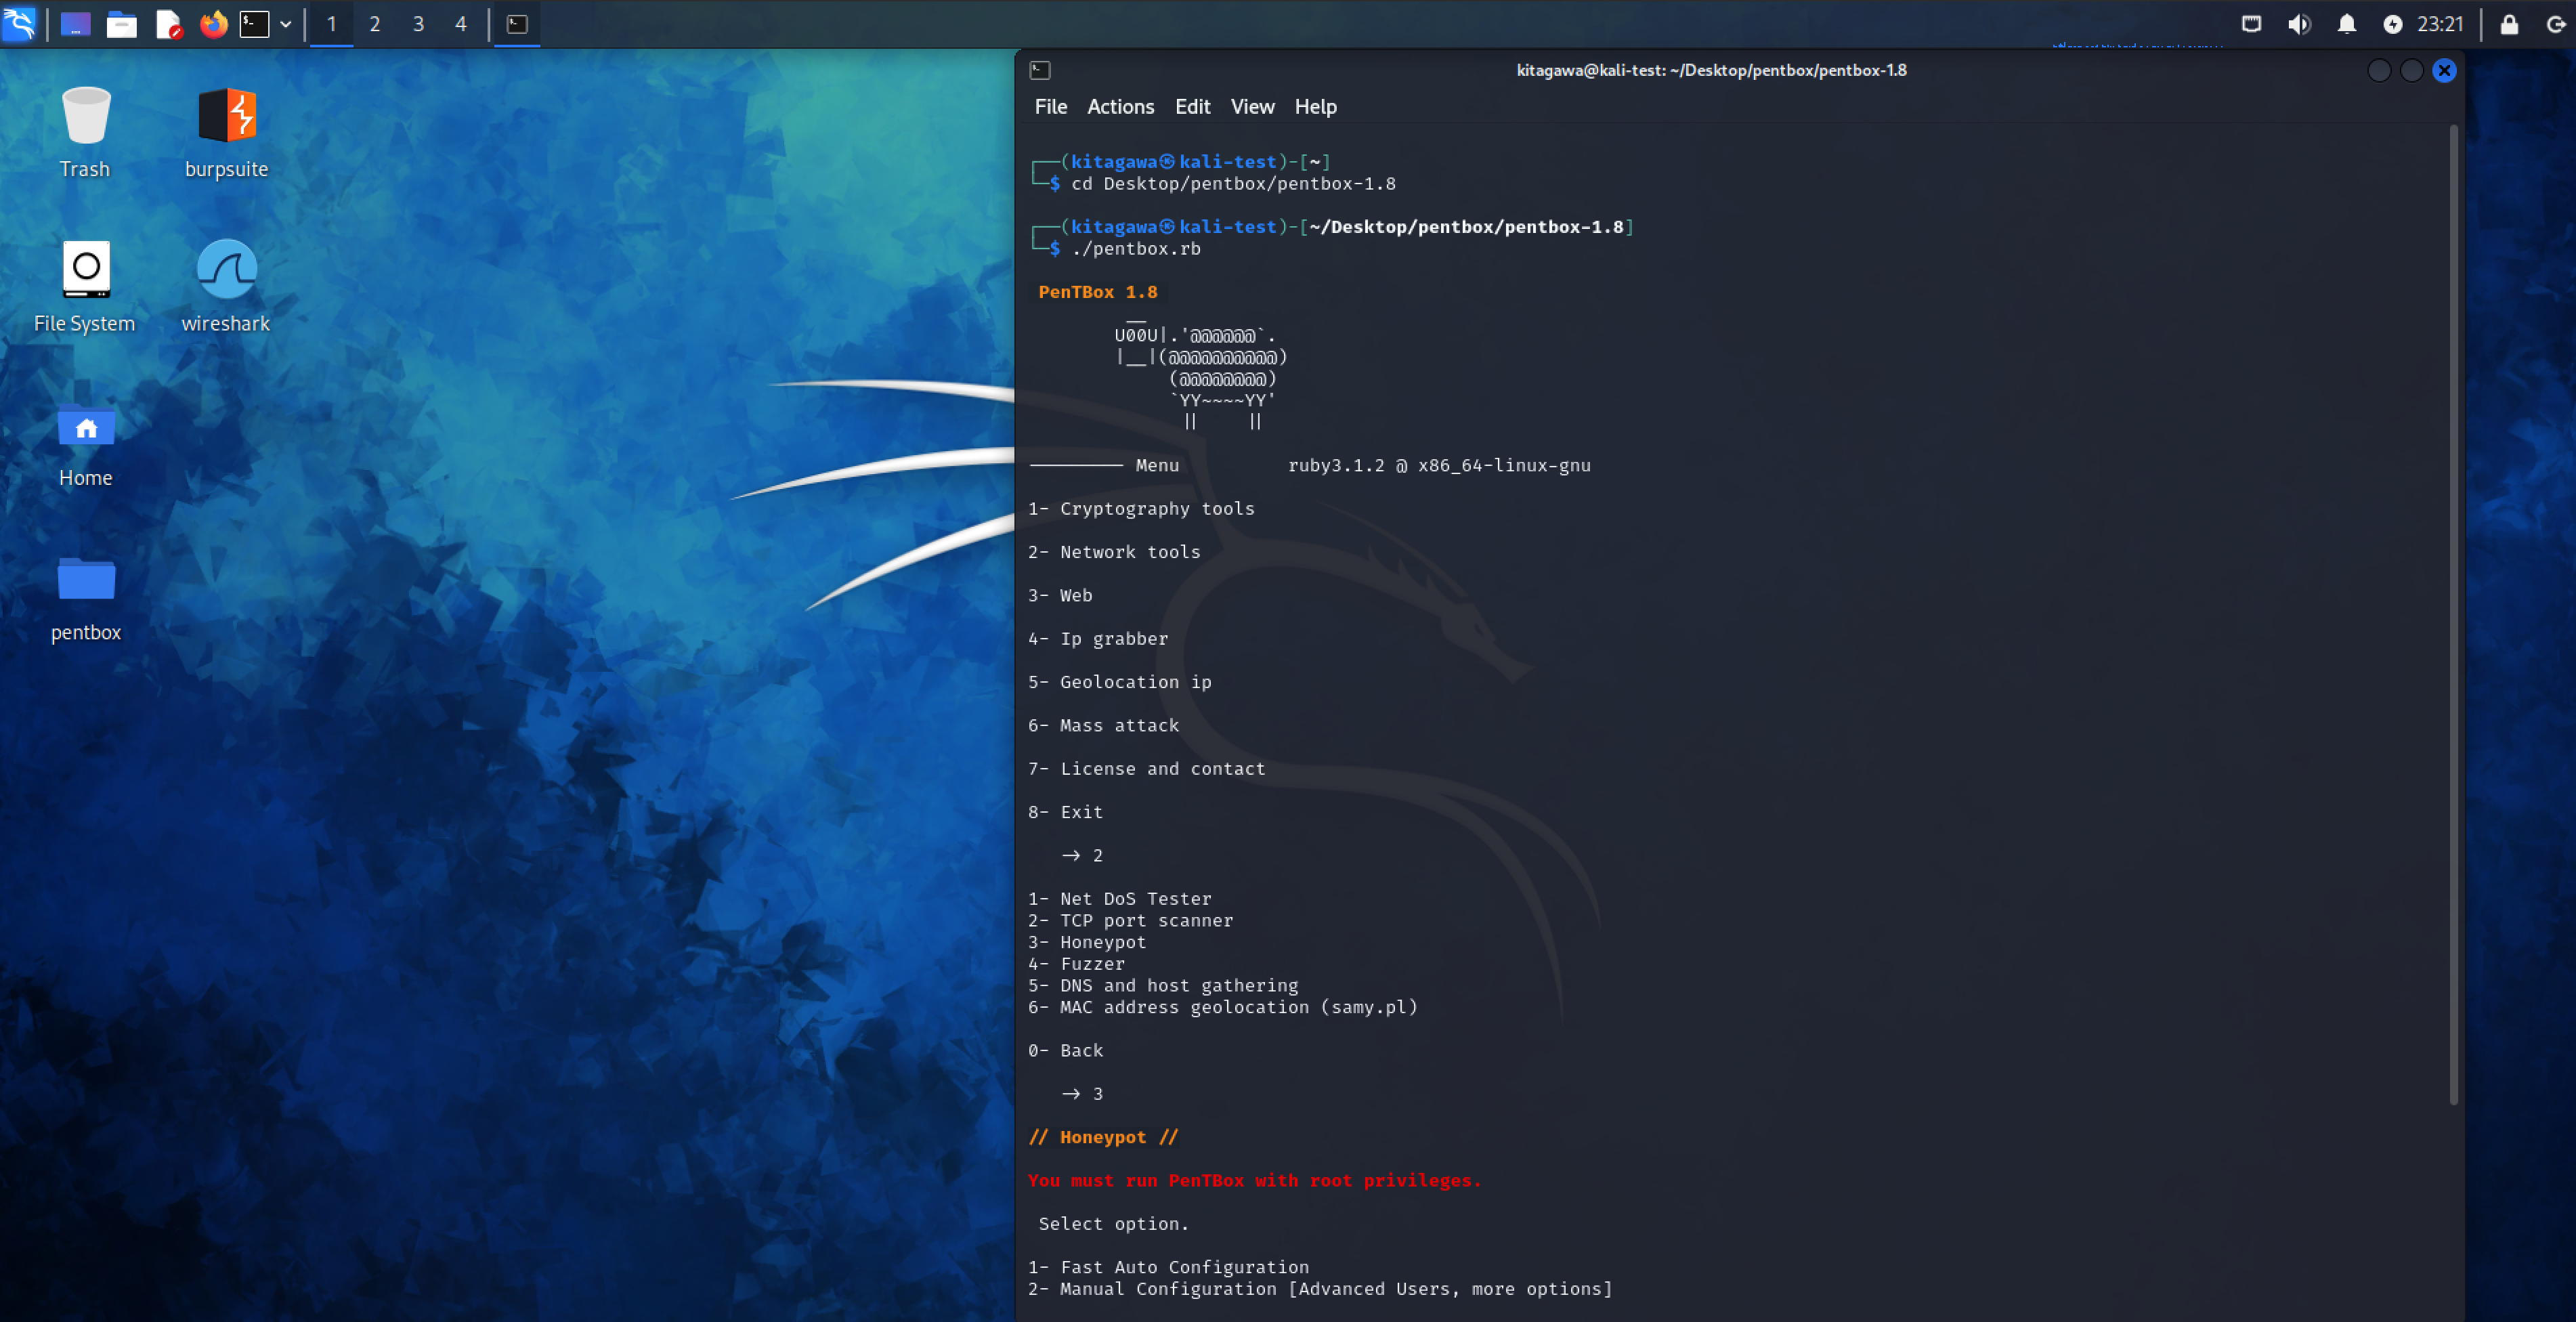 1 2 3 4
23:21
Trash
burpsuite
File System
wireshark
Home
pentbox
kitagawa@kali-test: ~/Desktop/pentbox/pentbox-1.8
File Actions Edit View Help
┌──(kitagawa㉿kali-test)-[~]
└─$ cd Desktop/pentbox/pentbox-1.8
┌──(kitagawa㉿kali-test)-[~/Desktop/pentbox/pentbox-1.8]
└─$ ./pentbox.rb
PenTBox 1.8
__
U00U|.'@@@@@@`.
|__|(@@@@@@@@@@)
(@@@@@@@@)
`YY~~~~YY'
|| ||
--------- Menu ruby3.1.2 @ x86_64-linux-gnu
1- Cryptography tools
2- Network tools
3- Web
4- Ip grabber
5- Geolocation ip
6- Mass attack
7- License and contact
8- Exit
-> 2
1- Net DoS Tester
2- TCP port scanner
3- Honeypot
4- Fuzzer
5- DNS and host gathering
6- MAC address geolocation (samy.pl)
0- Back
-> 3
// Honeypot //
You must run PenTBox with root privileges.
Select option.
1- Fast Auto Configuration
2- Manual Configuration [Advanced Users, more options]